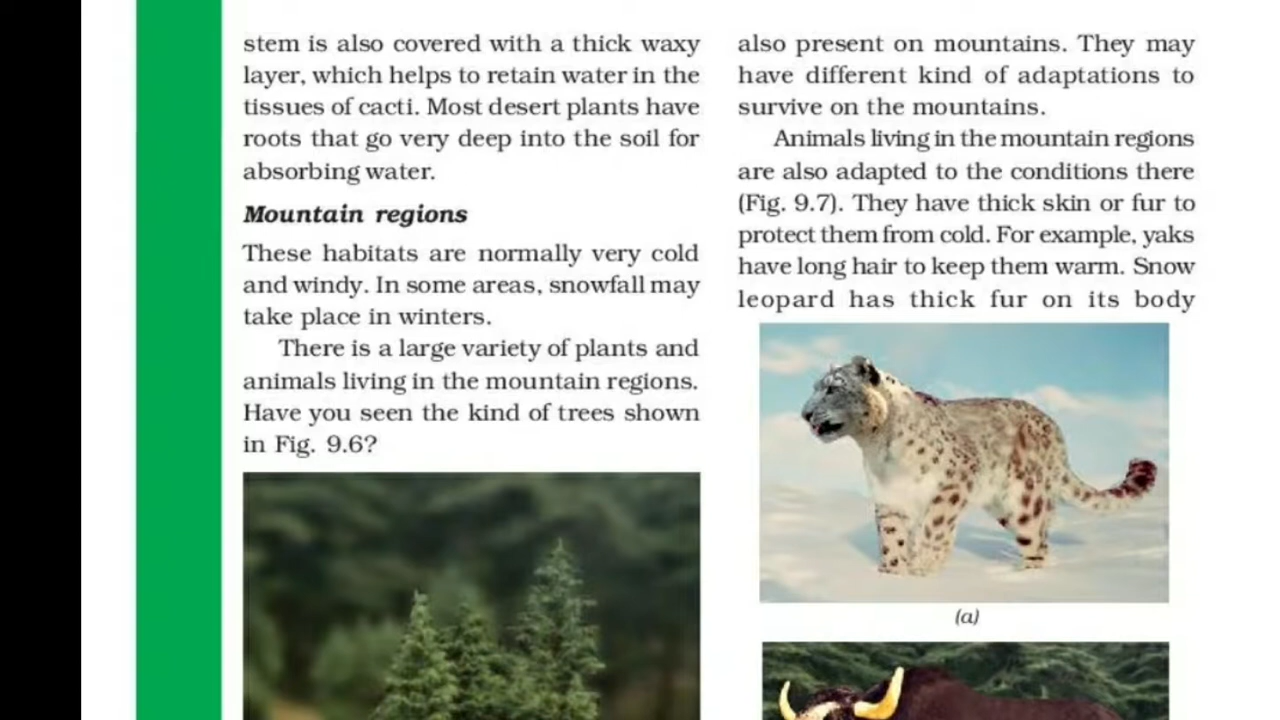 stem is also covered with a thick waxy
layer, which helps to retain water in the
tissues of cacti. Most desert plants have
roots that go very deep into the soil for
absorbing water.
Mountain regions
These habitats are normally very cold
and windy. In some areas, snowfall may
take place in winters.
There is a large variety of plants and
animals living in the mountain regions.
Have you seen the kind of trees shown
in Fig. 9.6?
also present on mountains. They may
have different kind of adaptations to
survive on the mountains.
Animals living in the mountain regions
are also adapted to the conditions there
(Fig. 9.7). They have thick skin or fur to
protect them from cold. For example, yaks
have long hair to keep them warm. Snow
leopard has thick fur on its body
(a)